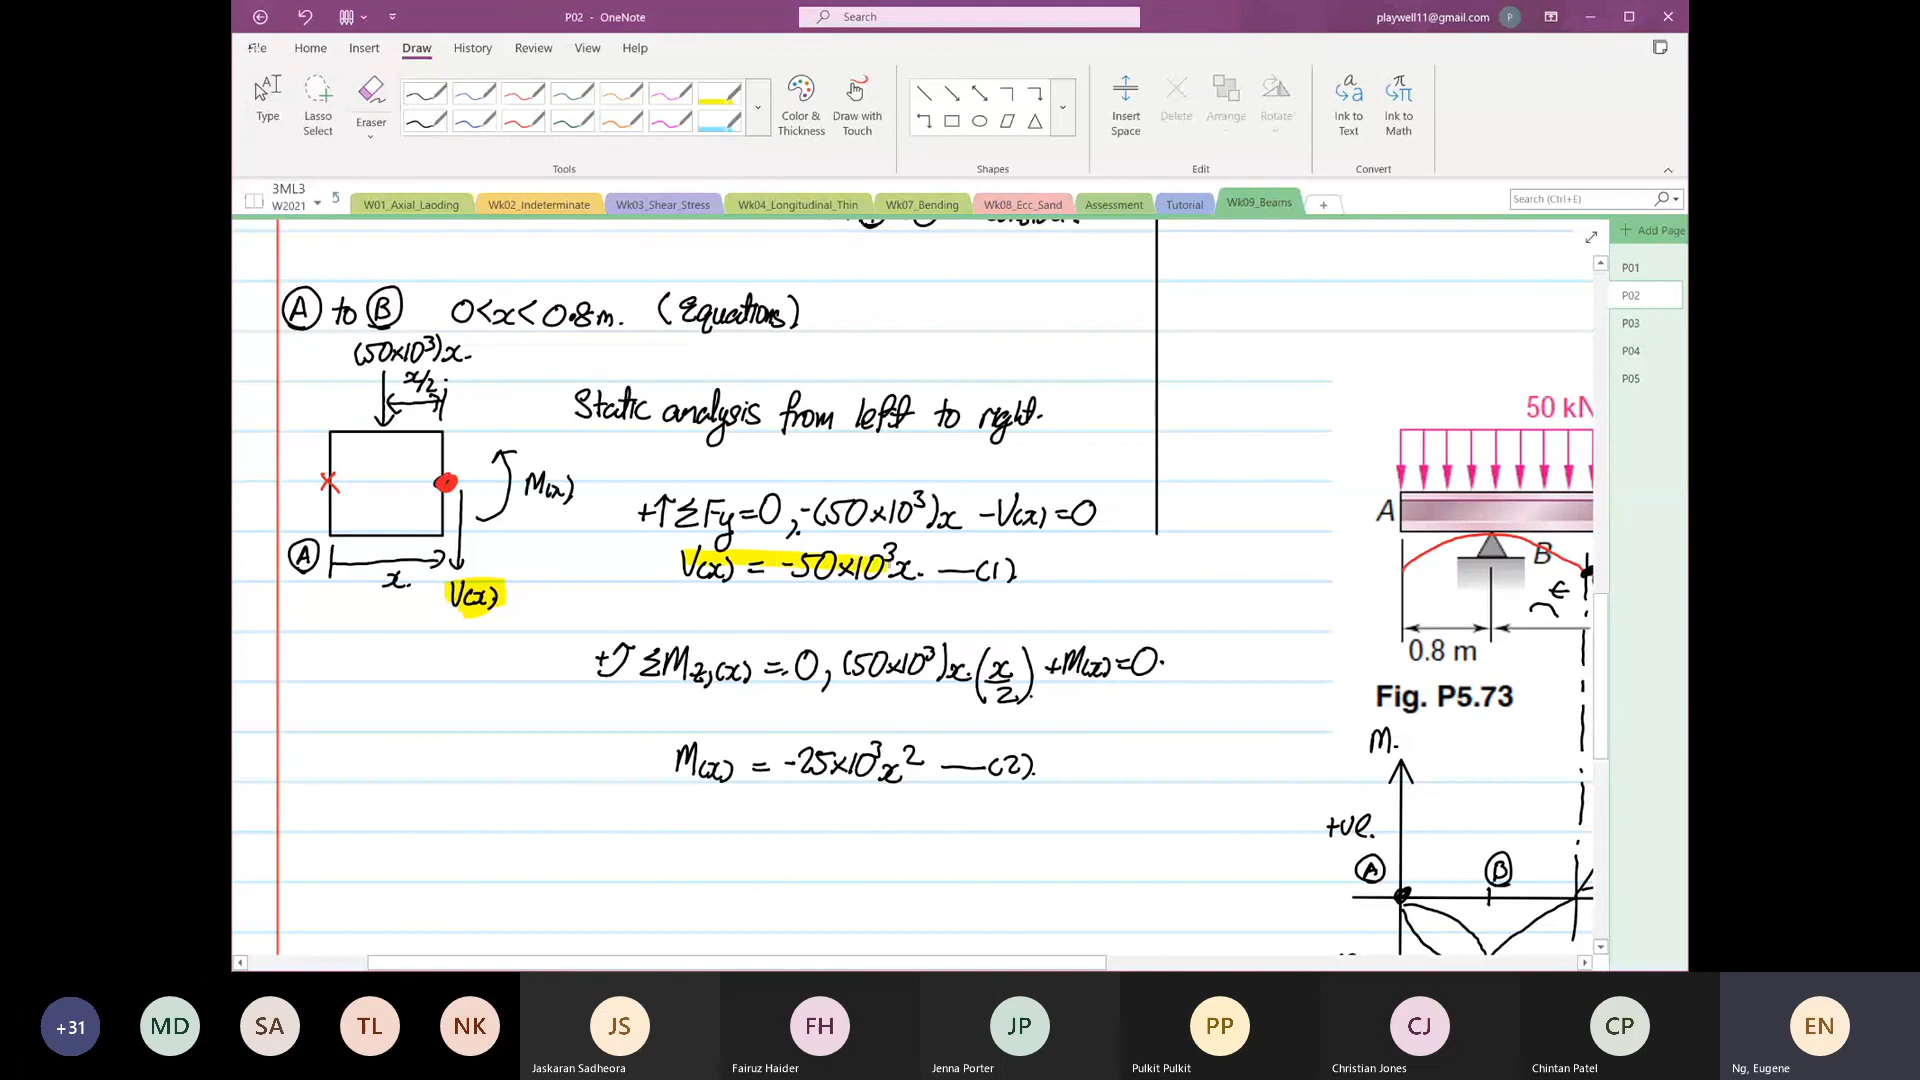 P02 - OneNote
Search
playwell11@gmail.com
P
File Home Insert Draw History Review View Help
Type
Lasso Select
Eraser
Color & Thickness
Draw with Touch
Insert Space
Delete
Arrange
Rotate
Ink to Text
Ink to Math
Tools
Shapes
Edit
Convert
3ML3 W2021
W01_Axial_Laoding
Wk02_Indeterminate
Wk03_Shear_Stress
Wk04_Longitudinal_Thin
Wk07_Bending
Wk08_Ecc_Sand
Assessment
Tutorial
Wk09_Beams
+
Search (Ctrl+E)
+ Add Page
P01
P02
P03
P04
P05
A to B 0<x<0.8m. (Equations)
(50×10³)x.
x/2
Static analysis from left to right.
M(x)
+↑ΣFy=0, -(50×10³)x -V(x)=0
V(x) = -50×10³x. —(1)
A
x.
V(x)
ΣMz,(x) = 0, (50×10³)x.(x/2) +M(x)=0.
M(x) = -25×10³x² —(2).
50 kN
A
B
0.8 m
Fig. P5.73
M.
+ve.
A
B
+31
MD
SA
TL
NK
JS
Jaskaran Sadheora
FH
Fairuz Haider
JP
Jenna Porter
PP
Pulkit Pulkit
CJ
Christian Jones
CP
Chintan Patel
EN
Ng, Eugene